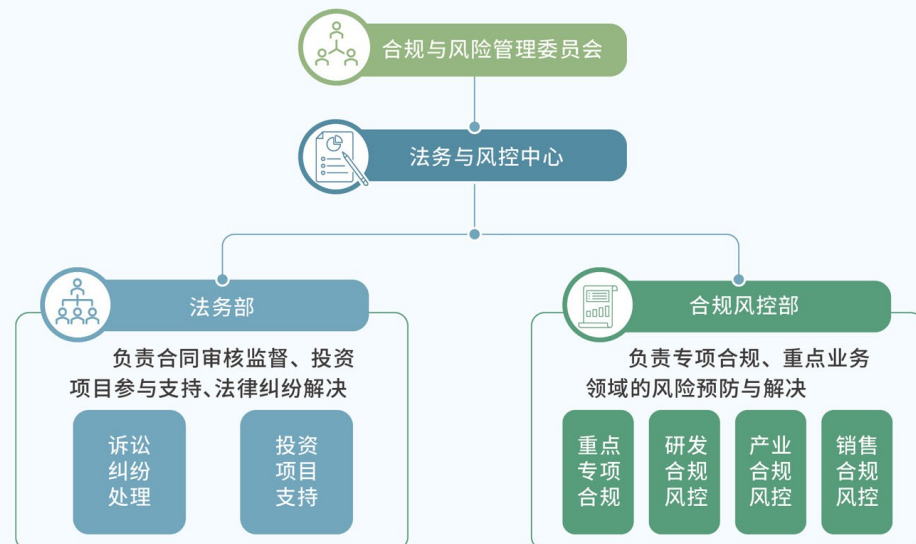 合规与风险管理委员会
法务与风控中心
法务部
负责合同审核监督、投资
项目参与支持、法律纠纷解决
诉讼
纠纷
处理
投资
项目
支持
合规风控部
负责专项合规、重点业务
领域的风险预防与解决
重点
专项
合规
研发
合规
风控
产业
合规
风控
销售
合规
风控